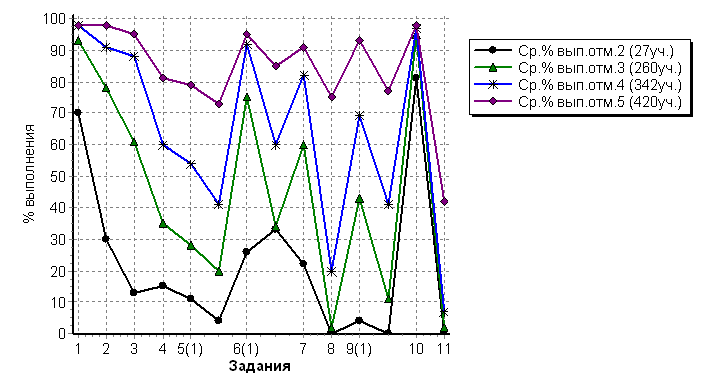 100
90
80
70
60
50
40
30
20
10
0
% выполнения
1 2 3 4 5(1) 6(1) 7 8 9(1) 10 11
Задания
Ср.% вып.отм.2 (27уч.)
Ср.% вып.отм.3 (260уч.)
Ср.% вып.отм.4 (342уч.)
Ср.% вып.отм.5 (420уч.)